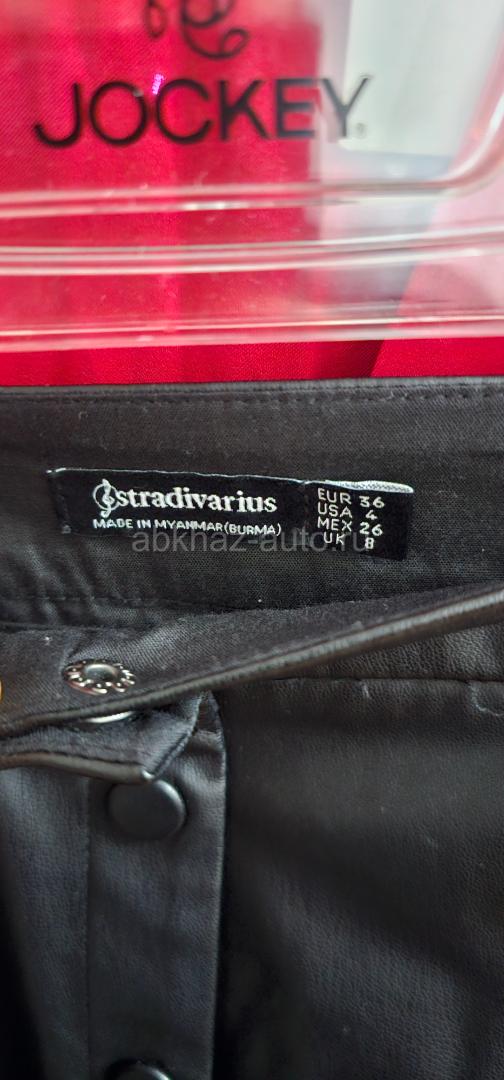 JOCKEY
stradivarius
MADE IN MYANMAR(BURMA)
EUR 36
USA 4
MEX 26
UK 8
abkhaz-auto.ru